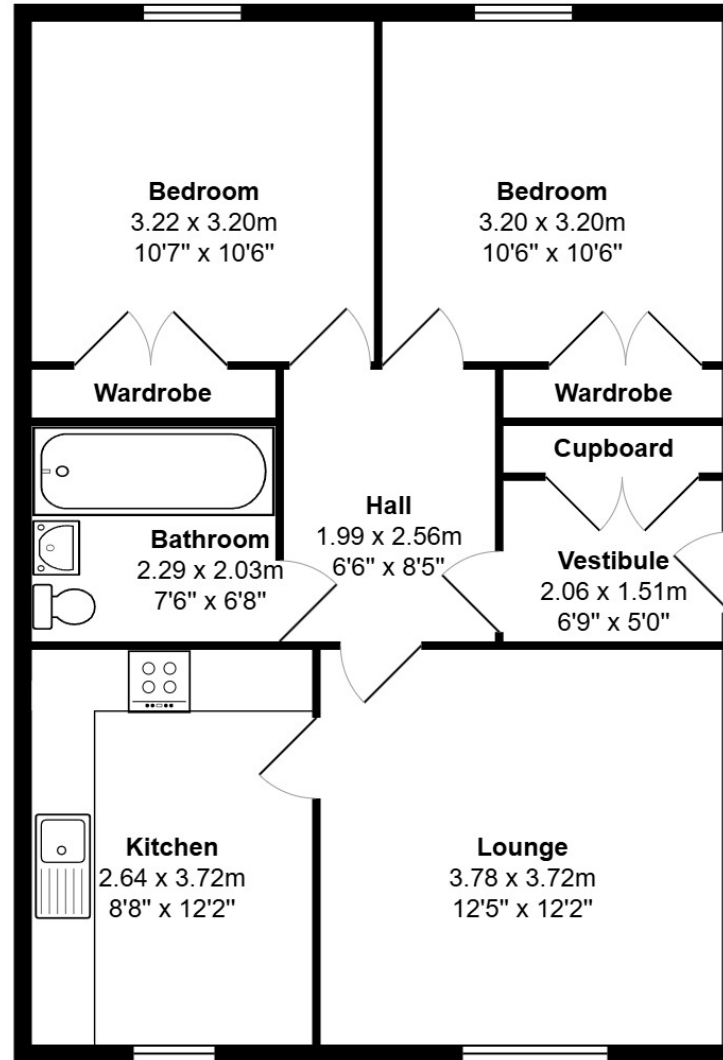 Bedroom
3.22 x 3.20m
10'7" x 10'6"
Bedroom
3.20 x 3.20m
10'6" x 10'6"
Wardrobe
Wardrobe
Cupboard
Hall
1.99 x 2.56m
6'6" x 8'5"
Bathroom
2.29 x 2.03m
7'6" x 6'8"
Vestibule
2.06 x 1.51m
6'9" x 5'0"
Kitchen
2.64 x 3.72m
8'8" x 12'2"
Lounge
3.78 x 3.72m
12'5" x 12'2"